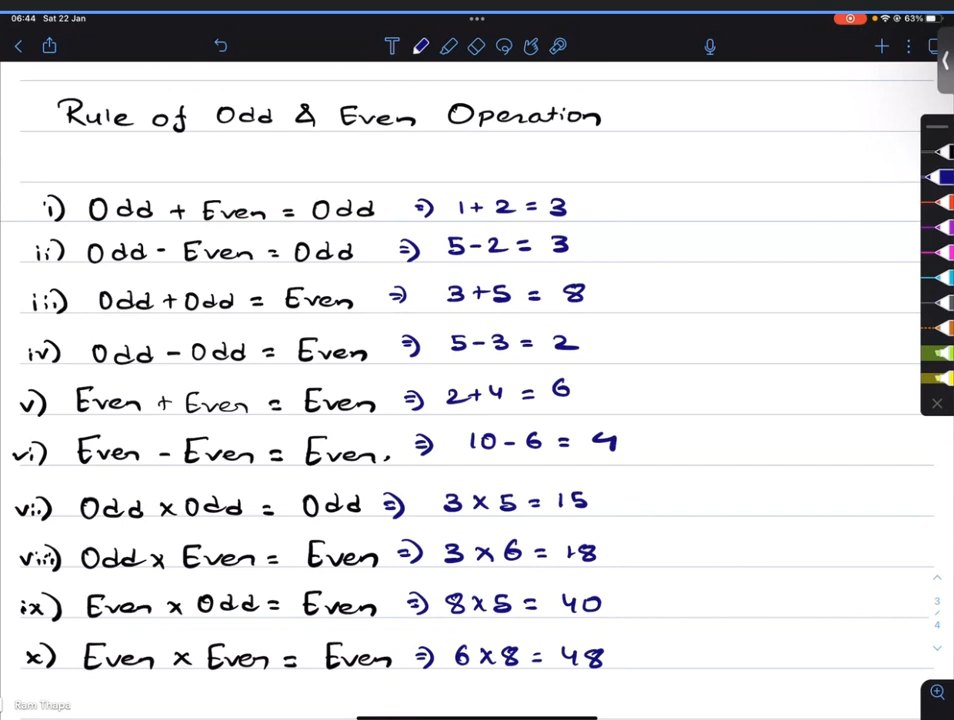 06:44 Sat 22 Jan
63%
T
Rule of Odd & Even Operation
i) Odd + Even = Odd ⇒ 1 + 2 = 3
ii) Odd - Even = Odd ⇒ 5 - 2 = 3
iii) Odd + Odd = Even ⇒ 3 + 5 = 8
iv) Odd - Odd = Even ⇒ 5 - 3 = 2
v) Even + Even = Even ⇒ 2 + 4 = 6
vi) Even - Even = Even. ⇒ 10 - 6 = 4
vii) Odd × Odd = Odd ⇒ 3 × 5 = 15
viii) Odd × Even = Even ⇒ 3 × 6 = 18
ix) Even × Odd = Even ⇒ 8 × 5 = 40
x) Even × Even = Even ⇒ 6 × 8 = 48
3
/
4
Ram Thapa